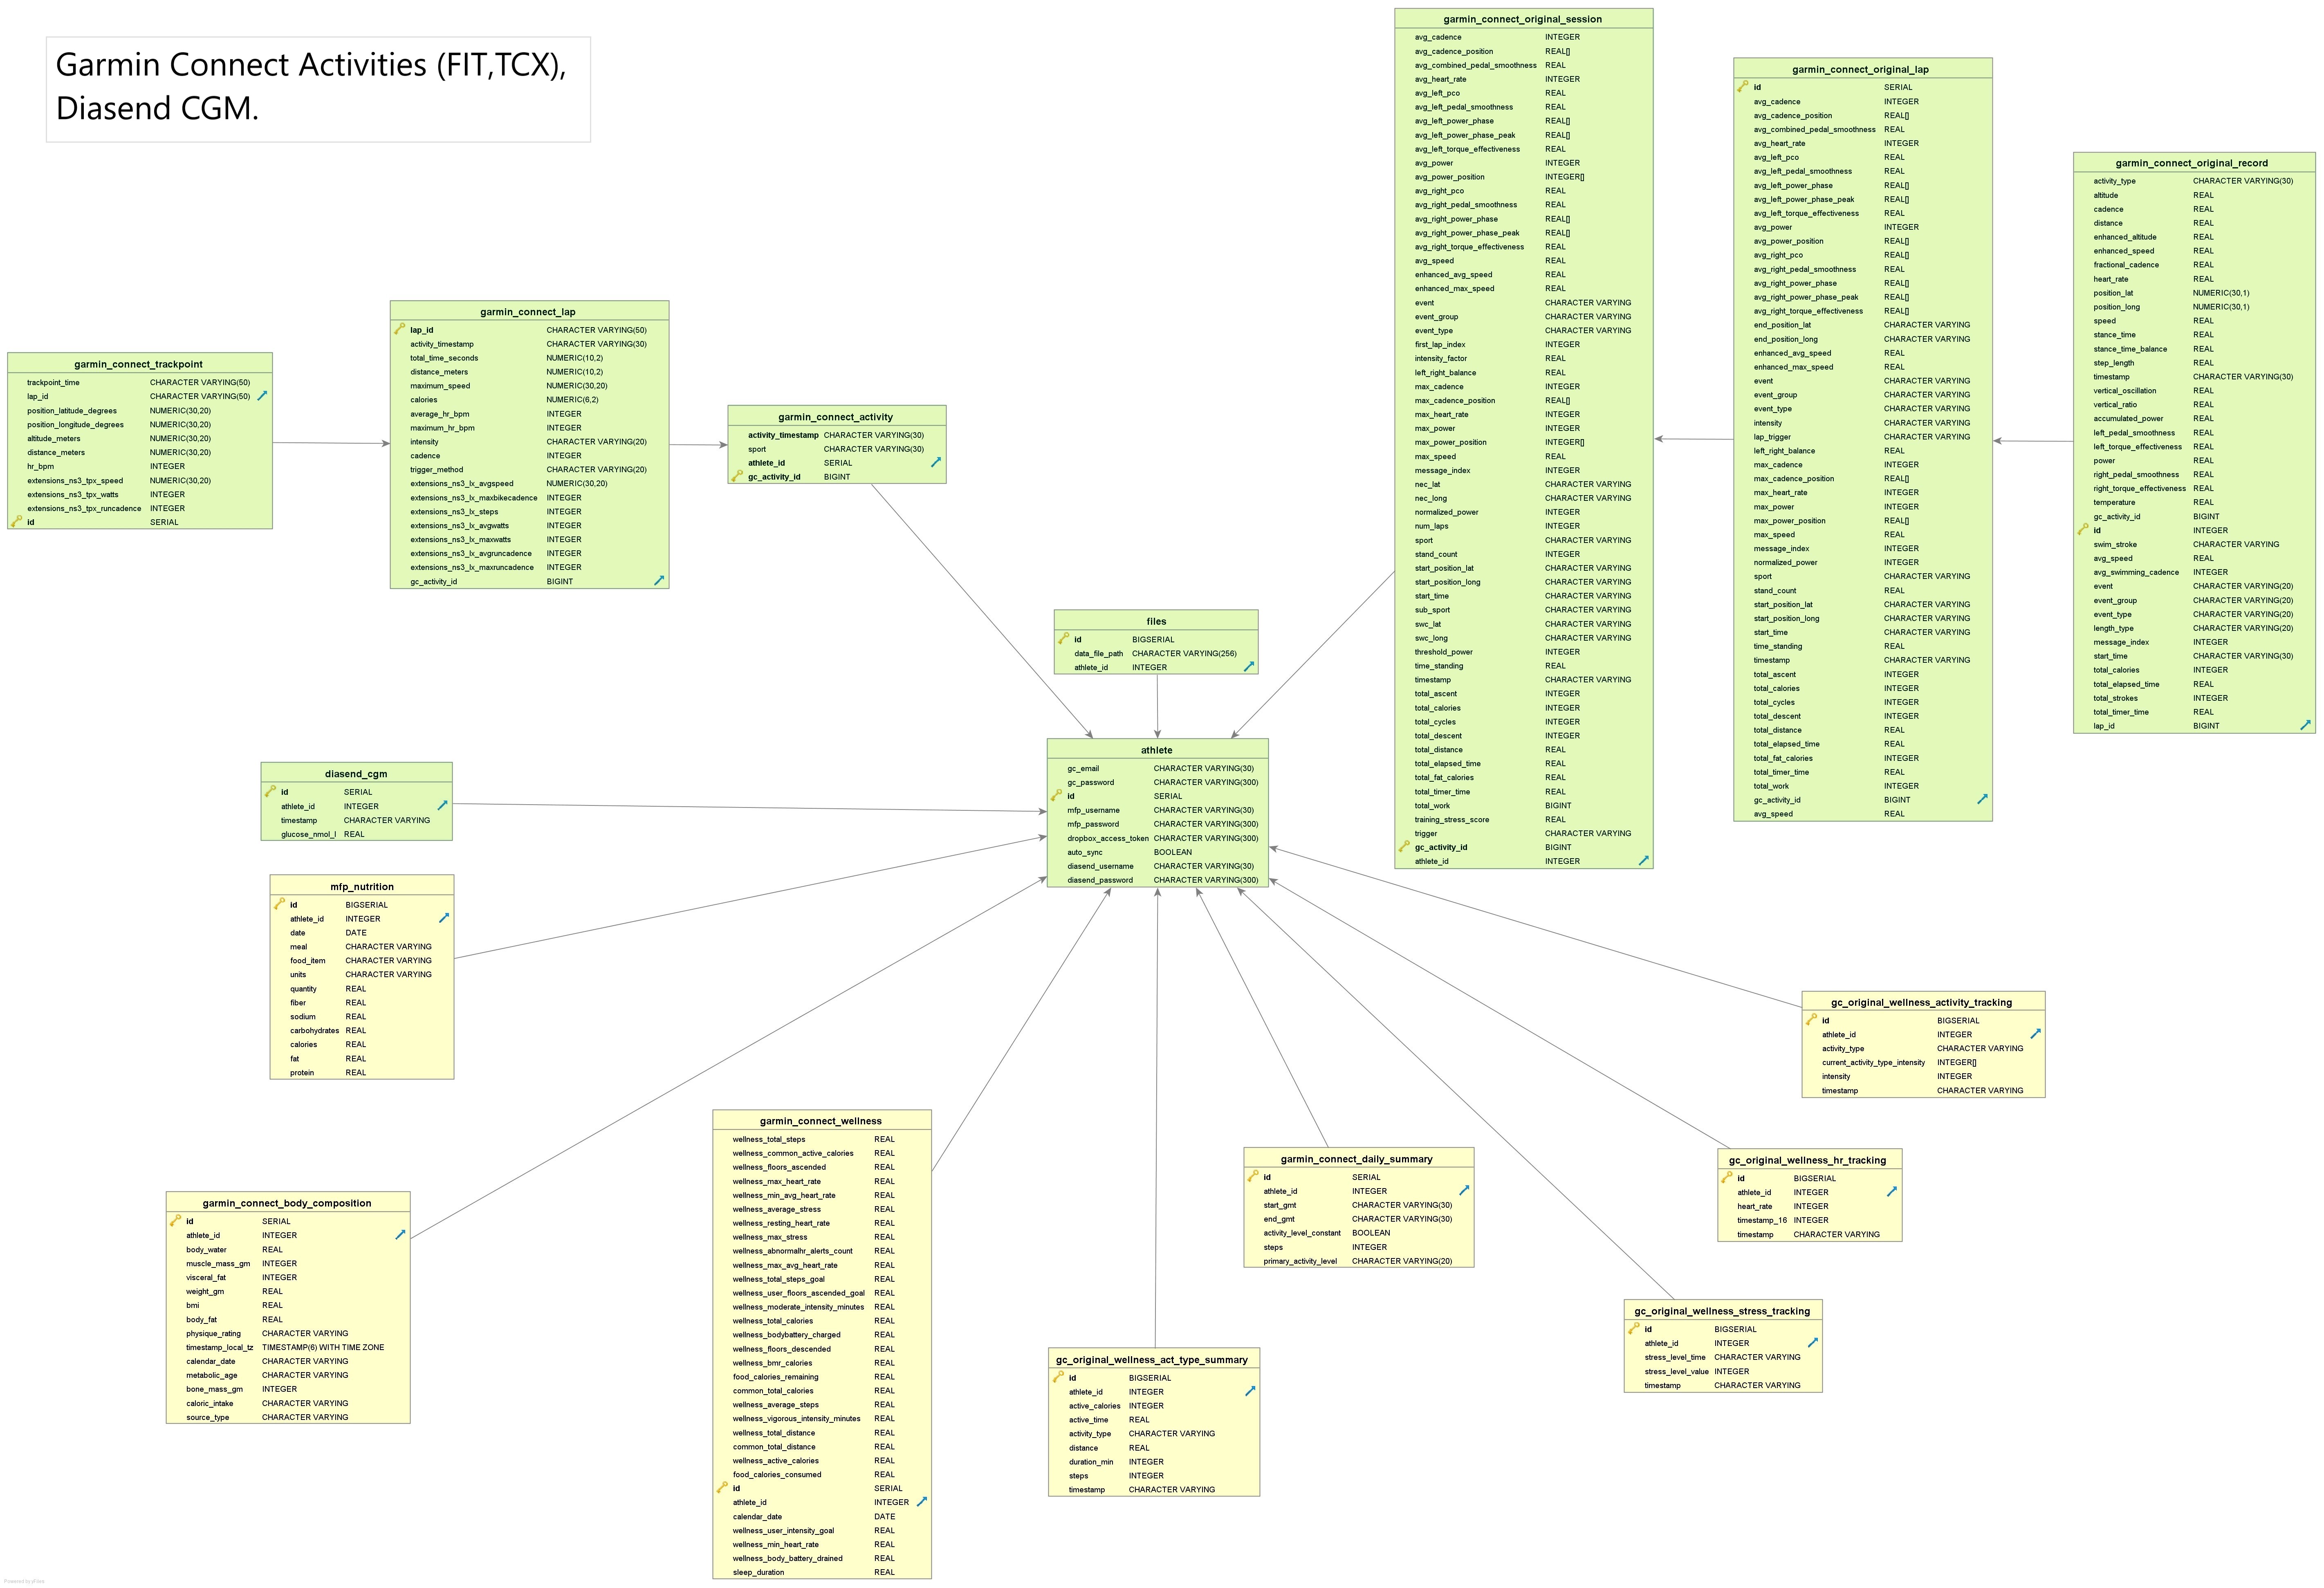 Garmin Connect Activities (FIT,TCX),
Diasend CGM.
garmin_connect_trackpoint
trackpoint_time CHARACTER VARYING(50)
lap_id CHARACTER VARYING(50)
position_latitude_degrees NUMERIC(30,20)
position_longitude_degrees NUMERIC(30,20)
altitude_meters NUMERIC(30,20)
distance_meters NUMERIC(30,20)
hr_bpm INTEGER
extensions_ns3_tpx_speed NUMERIC(30,20)
extensions_ns3_tpx_watts INTEGER
extensions_ns3_tpx_runcadence INTEGER
id SERIAL
garmin_connect_lap
lap_id CHARACTER VARYING(50)
activity_timestamp CHARACTER VARYING(30)
total_time_seconds NUMERIC(10,2)
distance_meters NUMERIC(10,2)
maximum_speed NUMERIC(30,20)
calories NUMERIC(6,2)
average_hr_bpm INTEGER
maximum_hr_bpm INTEGER
intensity CHARACTER VARYING(20)
cadence INTEGER
trigger_method CHARACTER VARYING(20)
extensions_ns3_lx_avgspeed NUMERIC(30,20)
extensions_ns3_lx_maxbikecadence INTEGER
extensions_ns3_lx_steps INTEGER
extensions_ns3_lx_avgwatts INTEGER
extensions_ns3_lx_maxwatts INTEGER
extensions_ns3_lx_avgruncadence INTEGER
extensions_ns3_lx_maxruncadence INTEGER
gc_activity_id BIGINT
garmin_connect_activity
activity_timestamp CHARACTER VARYING(30)
sport CHARACTER VARYING(30)
athlete_id SERIAL
gc_activity_id BIGINT
files
id BIGSERIAL
data_file_path CHARACTER VARYING(256)
athlete_id INTEGER
garmin_connect_original_session
avg_cadence INTEGER
avg_cadence_position REAL[]
avg_combined_pedal_smoothness REAL
avg_heart_rate INTEGER
avg_left_pco REAL
avg_left_pedal_smoothness REAL
avg_left_power_phase REAL[]
avg_left_power_phase_peak REAL[]
avg_left_torque_effectiveness REAL
avg_power INTEGER
avg_power_position INTEGER[]
avg_right_pco REAL
avg_right_pedal_smoothness REAL
avg_right_power_phase REAL[]
avg_right_power_phase_peak REAL[]
avg_right_torque_effectiveness REAL
avg_speed REAL
enhanced_avg_speed REAL
enhanced_max_speed REAL
event CHARACTER VARYING
event_group CHARACTER VARYING
event_type CHARACTER VARYING
first_lap_index INTEGER
intensity_factor REAL
left_right_balance REAL
max_cadence INTEGER
max_cadence_position REAL[]
max_heart_rate INTEGER
max_power INTEGER
max_power_position INTEGER[]
max_speed REAL
message_index INTEGER
nec_lat CHARACTER VARYING
nec_long CHARACTER VARYING
normalized_power INTEGER
num_laps INTEGER
sport CHARACTER VARYING
stand_count INTEGER
start_position_lat CHARACTER VARYING
start_position_long CHARACTER VARYING
start_time CHARACTER VARYING
sub_sport CHARACTER VARYING
swc_lat CHARACTER VARYING
swc_long CHARACTER VARYING
threshold_power INTEGER
time_standing REAL
timestamp CHARACTER VARYING
total_ascent INTEGER
total_calories INTEGER
total_cycles INTEGER
total_descent INTEGER
total_distance REAL
total_elapsed_time REAL
total_fat_calories REAL
total_timer_time REAL
total_work BIGINT
training_stress_score REAL
trigger CHARACTER VARYING
gc_activity_id BIGINT
athlete_id INTEGER
garmin_connect_original_lap
id SERIAL
avg_cadence INTEGER
avg_cadence_position REAL[]
avg_combined_pedal_smoothness REAL
avg_heart_rate INTEGER
avg_left_pco REAL
avg_left_pedal_smoothness REAL
avg_left_power_phase REAL[]
avg_left_power_phase_peak REAL[]
avg_left_torque_effectiveness REAL
avg_power INTEGER
avg_power_position REAL[]
avg_right_pco REAL[]
avg_right_pedal_smoothness REAL
avg_right_power_phase REAL[]
avg_right_power_phase_peak REAL[]
avg_right_torque_effectiveness REAL[]
end_position_lat CHARACTER VARYING
end_position_long CHARACTER VARYING
enhanced_avg_speed REAL
enhanced_max_speed REAL
event CHARACTER VARYING
event_group CHARACTER VARYING
event_type CHARACTER VARYING
intensity CHARACTER VARYING
lap_trigger CHARACTER VARYING
left_right_balance REAL
max_cadence INTEGER
max_cadence_position REAL[]
max_heart_rate INTEGER
max_power INTEGER
max_power_position REAL[]
max_speed REAL
message_index INTEGER
normalized_power INTEGER
sport CHARACTER VARYING
stand_count REAL
start_position_lat CHARACTER VARYING
start_position_long CHARACTER VARYING
start_time CHARACTER VARYING
time_standing REAL
timestamp CHARACTER VARYING
total_ascent INTEGER
total_calories INTEGER
total_cycles INTEGER
total_descent INTEGER
total_distance REAL
total_elapsed_time REAL
total_fat_calories INTEGER
total_timer_time REAL
total_work INTEGER
gc_activity_id BIGINT
avg_speed REAL
garmin_connect_original_record
activity_type CHARACTER VARYING(30)
altitude REAL
cadence REAL
distance REAL
enhanced_altitude REAL
enhanced_speed REAL
fractional_cadence REAL
heart_rate REAL
position_lat NUMERIC(30,1)
position_long NUMERIC(30,1)
speed REAL
stance_time REAL
stance_time_balance REAL
step_length REAL
timestamp CHARACTER VARYING(30)
vertical_oscillation REAL
vertical_ratio REAL
accumulated_power REAL
left_pedal_smoothness REAL
left_torque_effectiveness REAL
power REAL
right_pedal_smoothness REAL
right_torque_effectiveness REAL
temperature REAL
gc_activity_id BIGINT
id INTEGER
swim_stroke CHARACTER VARYING
avg_speed REAL
avg_swimming_cadence INTEGER
event CHARACTER VARYING(20)
event_group CHARACTER VARYING(20)
event_type CHARACTER VARYING(20)
length_type CHARACTER VARYING(20)
message_index INTEGER
start_time CHARACTER VARYING(30)
total_calories INTEGER
total_elapsed_time REAL
total_strokes INTEGER
total_timer_time REAL
lap_id BIGINT
athlete
gc_email CHARACTER VARYING(30)
gc_password CHARACTER VARYING(300)
id SERIAL
mfp_username CHARACTER VARYING(30)
mfp_password CHARACTER VARYING(300)
dropbox_access_token CHARACTER VARYING(300)
auto_sync BOOLEAN
diasend_username CHARACTER VARYING(30)
diasend_password CHARACTER VARYING(300)
diasend_cgm
id SERIAL
athlete_id INTEGER
timestamp CHARACTER VARYING
glucose_nmol_l REAL
mfp_nutrition
id BIGSERIAL
athlete_id INTEGER
date DATE
meal CHARACTER VARYING
food_item CHARACTER VARYING
units CHARACTER VARYING
quantity REAL
fiber REAL
sodium REAL
carbohydrates REAL
calories REAL
fat REAL
protein REAL
garmin_connect_body_composition
id SERIAL
athlete_id INTEGER
body_water REAL
muscle_mass_gm INTEGER
visceral_fat INTEGER
weight_gm REAL
bmi REAL
body_fat REAL
physique_rating CHARACTER VARYING
timestamp_local_tz TIMESTAMP(6) WITH TIME ZONE
calendar_date CHARACTER VARYING
metabolic_age CHARACTER VARYING
bone_mass_gm INTEGER
caloric_intake CHARACTER VARYING
source_type CHARACTER VARYING
garmin_connect_wellness
wellness_total_steps REAL
wellness_common_active_calories REAL
wellness_floors_ascended REAL
wellness_max_heart_rate REAL
wellness_min_avg_heart_rate REAL
wellness_average_stress REAL
wellness_resting_heart_rate REAL
wellness_max_stress REAL
wellness_abnormalhr_alerts_count REAL
wellness_max_avg_heart_rate REAL
wellness_total_steps_goal REAL
wellness_user_floors_ascended_goal REAL
wellness_moderate_intensity_minutes REAL
wellness_total_calories REAL
wellness_bodybattery_charged REAL
wellness_floors_descended REAL
wellness_bmr_calories REAL
food_calories_remaining REAL
common_total_calories REAL
wellness_average_steps REAL
wellness_vigorous_intensity_minutes REAL
wellness_total_distance REAL
common_total_distance REAL
wellness_active_calories REAL
food_calories_consumed REAL
id SERIAL
athlete_id INTEGER
calendar_date DATE
wellness_user_intensity_goal REAL
wellness_min_heart_rate REAL
wellness_body_battery_drained REAL
sleep_duration REAL
gc_original_wellness_act_type_summary
id BIGSERIAL
athlete_id INTEGER
active_calories INTEGER
active_time REAL
activity_type CHARACTER VARYING
distance REAL
duration_min INTEGER
steps INTEGER
timestamp CHARACTER VARYING
garmin_connect_daily_summary
id SERIAL
athlete_id INTEGER
start_gmt CHARACTER VARYING(30)
end_gmt CHARACTER VARYING(30)
activity_level_constant BOOLEAN
steps INTEGER
primary_activity_level CHARACTER VARYING(20)
gc_original_wellness_stress_tracking
id BIGSERIAL
athlete_id INTEGER
stress_level_time CHARACTER VARYING
stress_level_value INTEGER
timestamp CHARACTER VARYING
gc_original_wellness_hr_tracking
id BIGSERIAL
athlete_id INTEGER
heart_rate INTEGER
timestamp_16 INTEGER
timestamp CHARACTER VARYING
gc_original_wellness_activity_tracking
id BIGSERIAL
athlete_id INTEGER
activity_type CHARACTER VARYING
current_activity_type_intensity INTEGER[]
intensity INTEGER
timestamp CHARACTER VARYING
Powered by yFiles